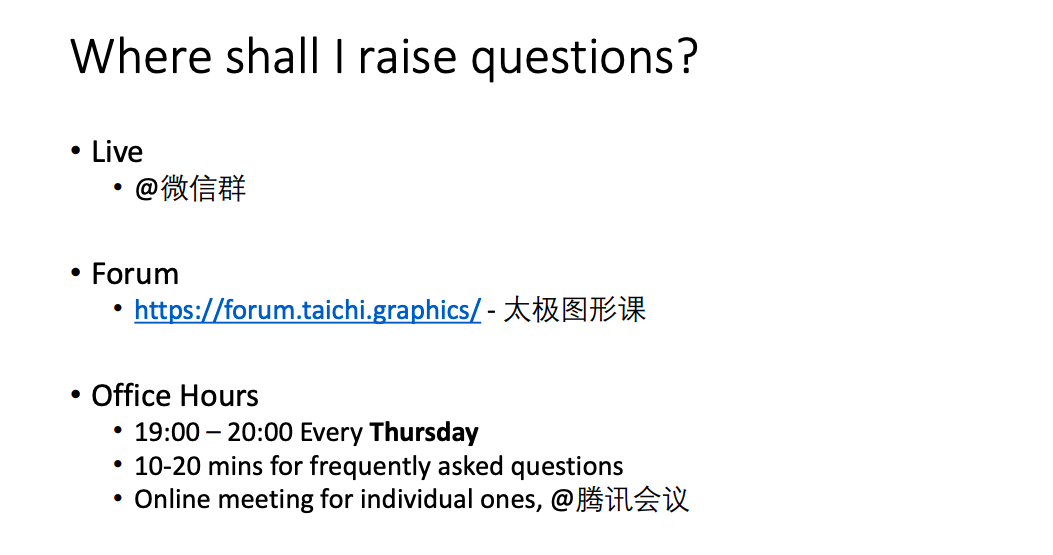 Where shall I raise questions?
• Live
• @微信群
• Forum
• https://forum.taichi.graphics/ - 太极图形课
• Office Hours
• 19:00 – 20:00 Every Thursday
• 10-20 mins for frequently asked questions
• Online meeting for individual ones, @腾讯会议